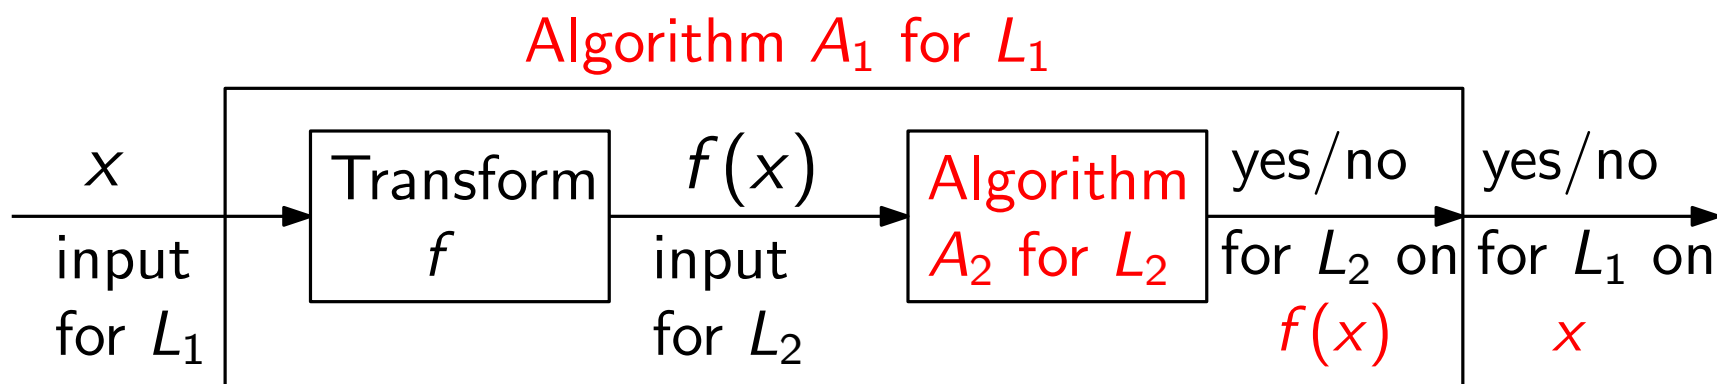 Algorithm A₁ for L₁
x
input
for L₁
Transform
f
f(x)
input
for L₂
Algorithm
A₂ for L₂
yes/no
for L₂ on
f(x)
yes/no
for L₁ on
x